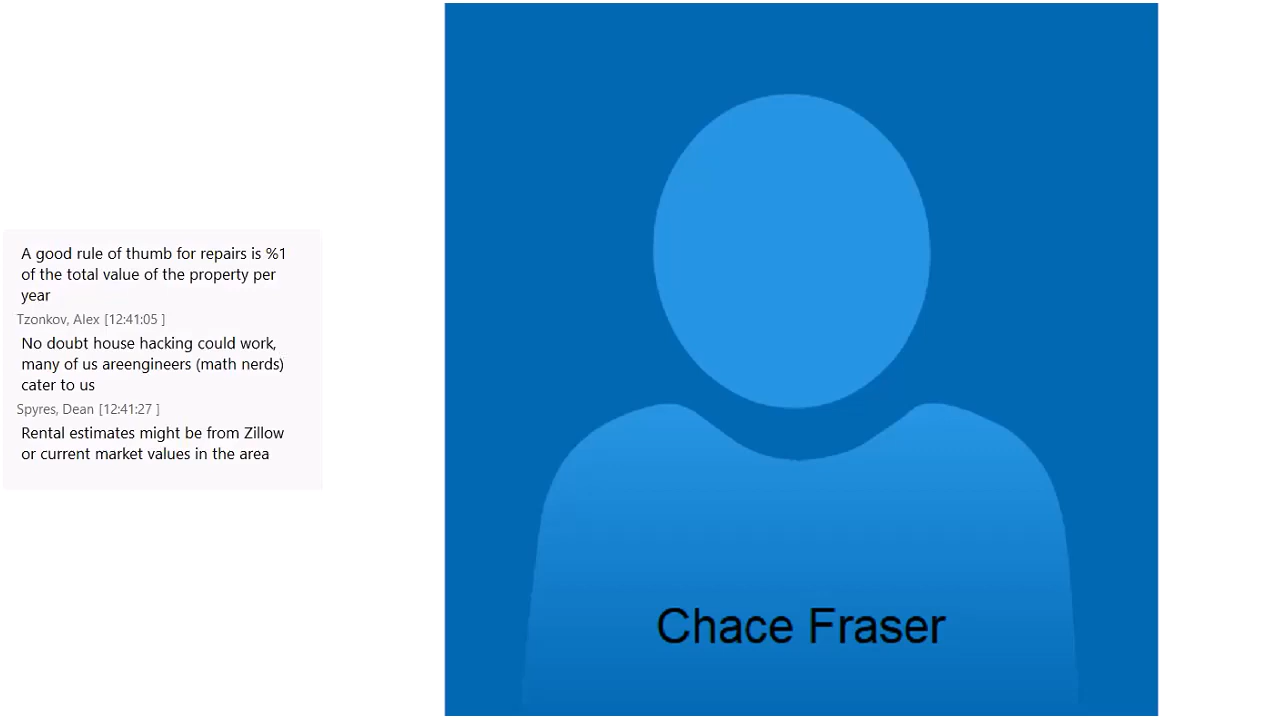 A good rule of thumb for repairs is %1
of the total value of the property per
year
Tzonkov, Alex [12:41:05 ]
No doubt house hacking could work,
many of us areengineers (math nerds)
cater to us
Spyres, Dean [12:41:27 ]
Rental estimates might be from Zillow
or current market values in the area
Chace Fraser